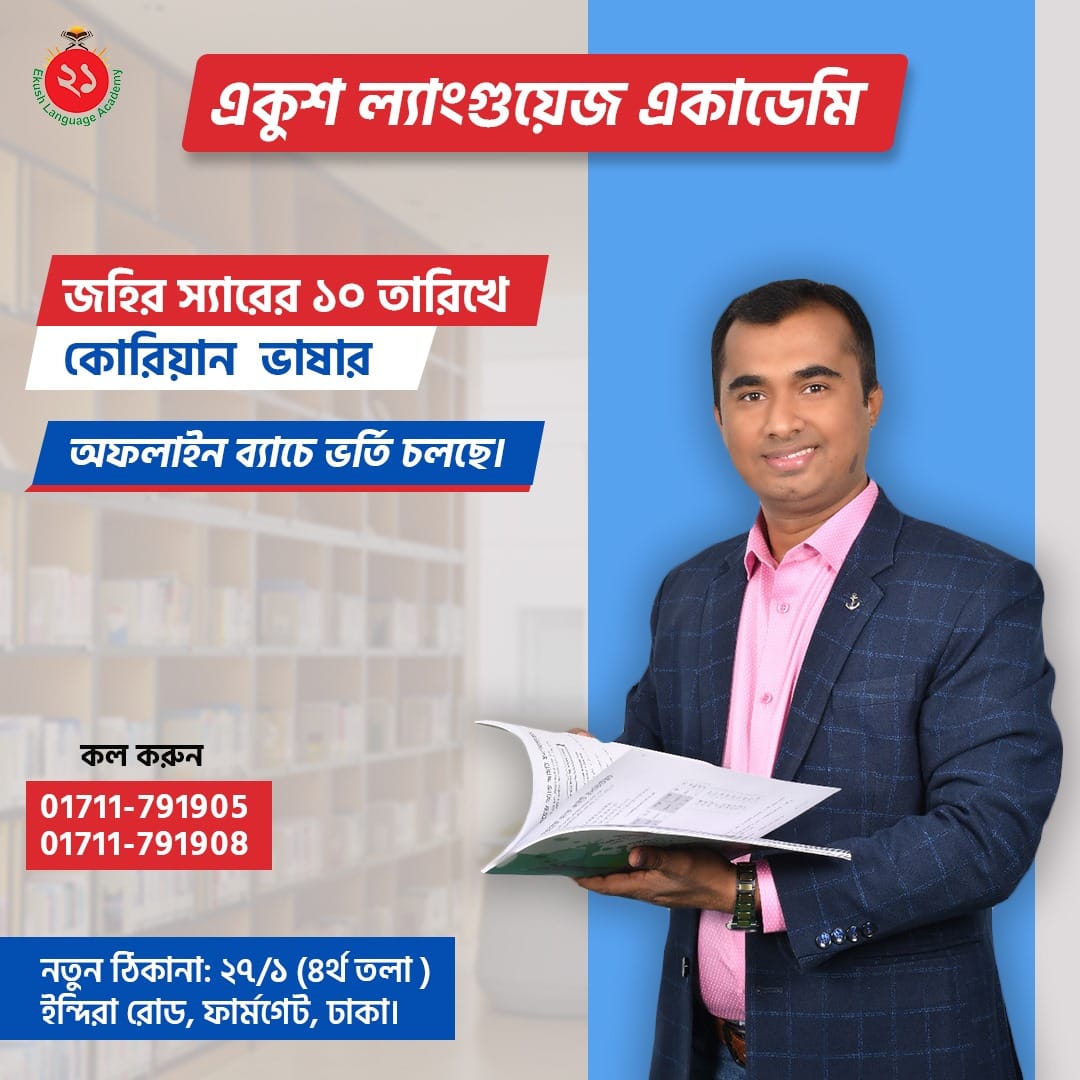 ২১
Ekush Language Academy
একুশ ল্যাংগুয়েজ একাডেমি
জহির স্যারের ১০ তারিখে
কোরিয়ান ভাষার
অফলাইন ব্যাচে ভর্তি চলছে।
কল করুন
01711-791905
01711-791908
নতুন ঠিকানা: ২৭/১ (৪র্থ তলা )
ইন্দিরা রোড, ফার্মগেট, ঢাকা।